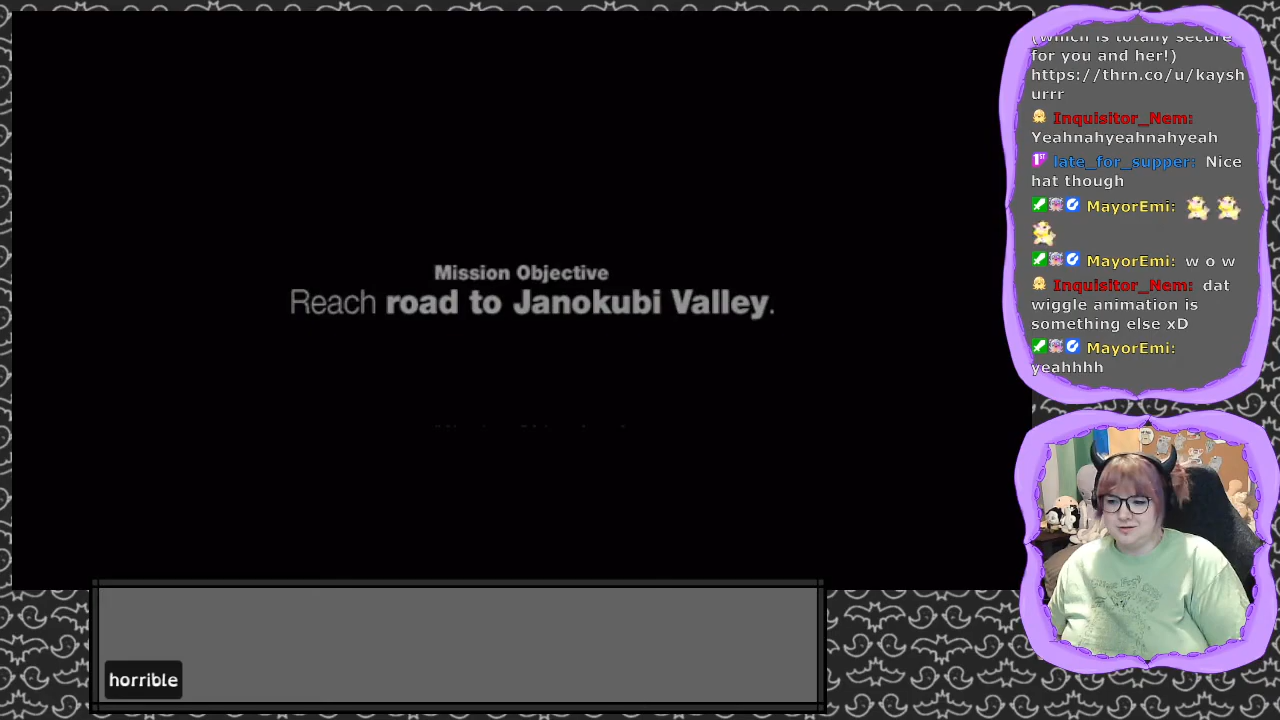 (which is totally secure
for you and her!)
https://thrn.co/u/kaysh
urrr
Inquisitor_Nem:
Yeahnahyeahnahyeah
1ST late_for_supper: Nice
hat though
MayorEmi:
MayorEmi: w o w
Inquisitor_Nem: dat
wiggle animation is
something else xD
MayorEmi:
yeahhhh
Mission Objective
Reach road to Janokubi Valley.
horrible